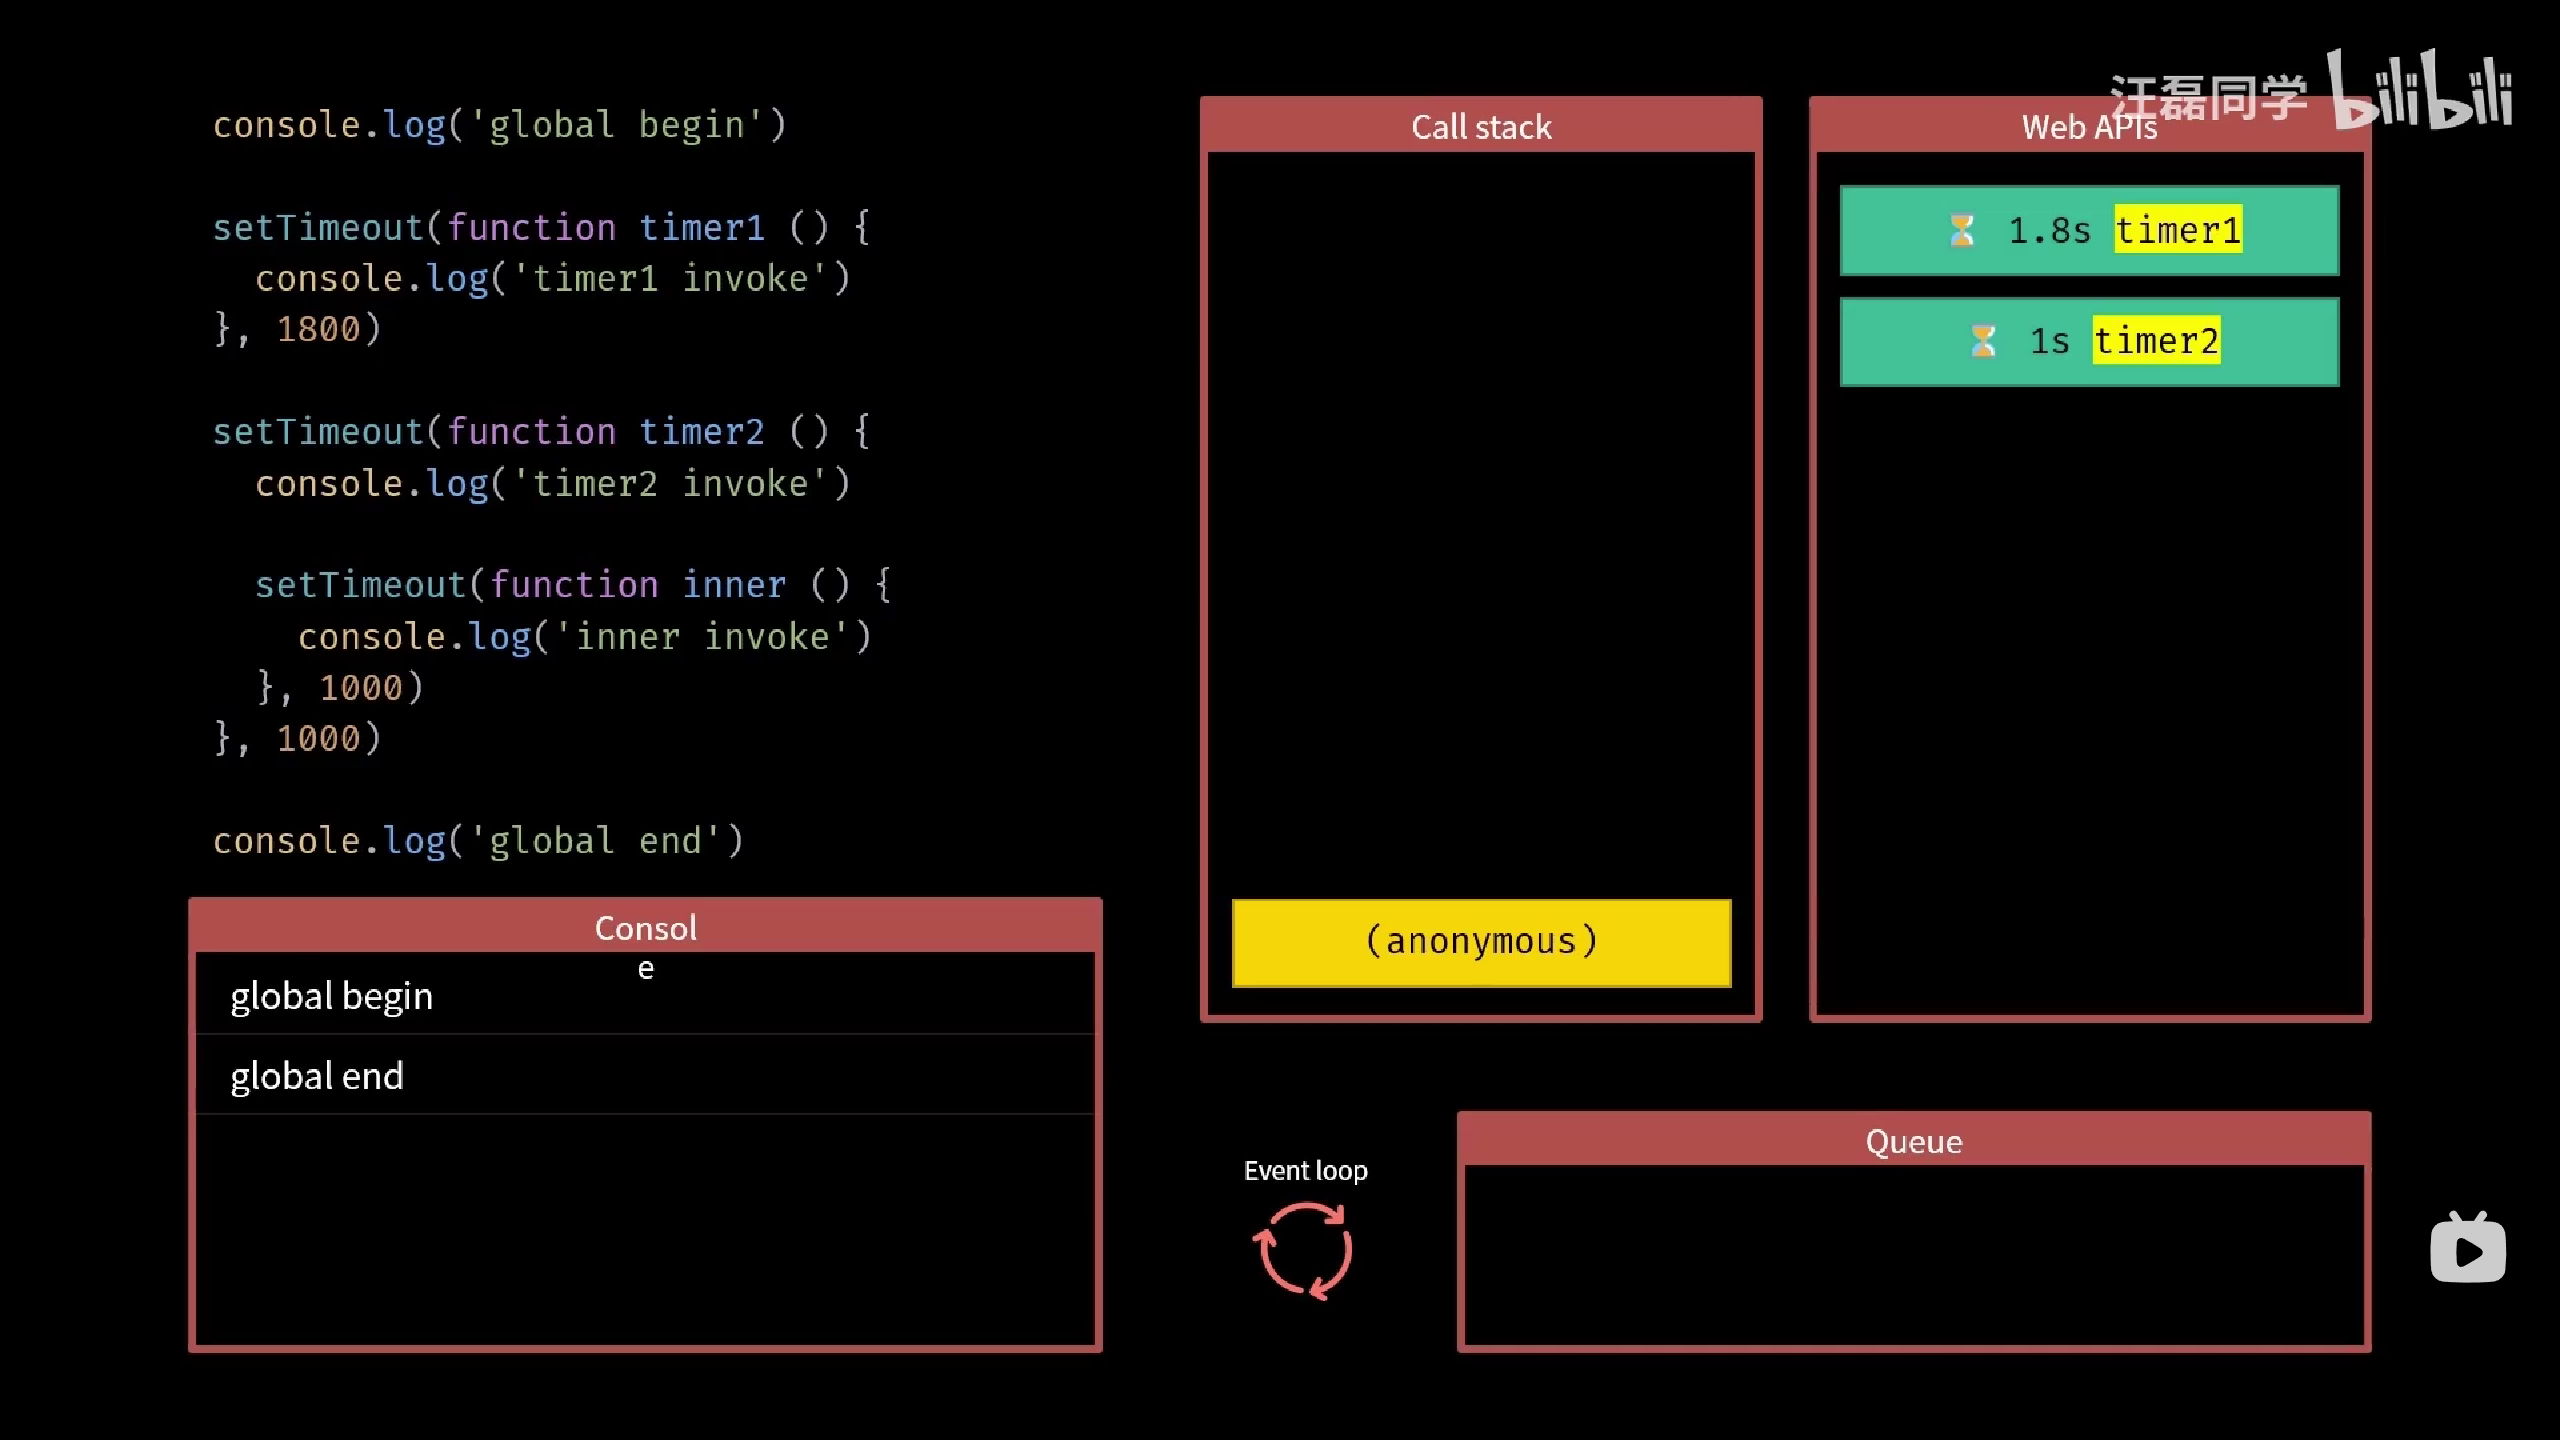 console.log('global begin')
setTimeout(function timer1 () {
  console.log('timer1 invoke')
}, 1800)
setTimeout(function timer2 () {
  console.log('timer2 invoke')
  setTimeout(function inner () {
    console.log('inner invoke')
  }, 1000)
}, 1000)
console.log('global end')
Consol
e
global begin
global end
Call stack
(anonymous)
汪磊同学 bilibili
Web APIs
⏳ 1.8s timer1
⏳ 1s timer2
Event loop
Queue